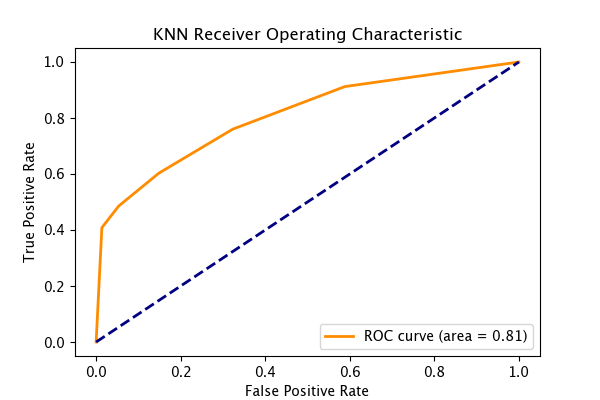 KNN Receiver Operating Characteristic
1.0
0.8
0.6
0.4
0.2
0.0
True Positive Rate
ROC curve (area = 0.81)
0.0 0.2 0.4 0.6 0.8 1.0
False Positive Rate